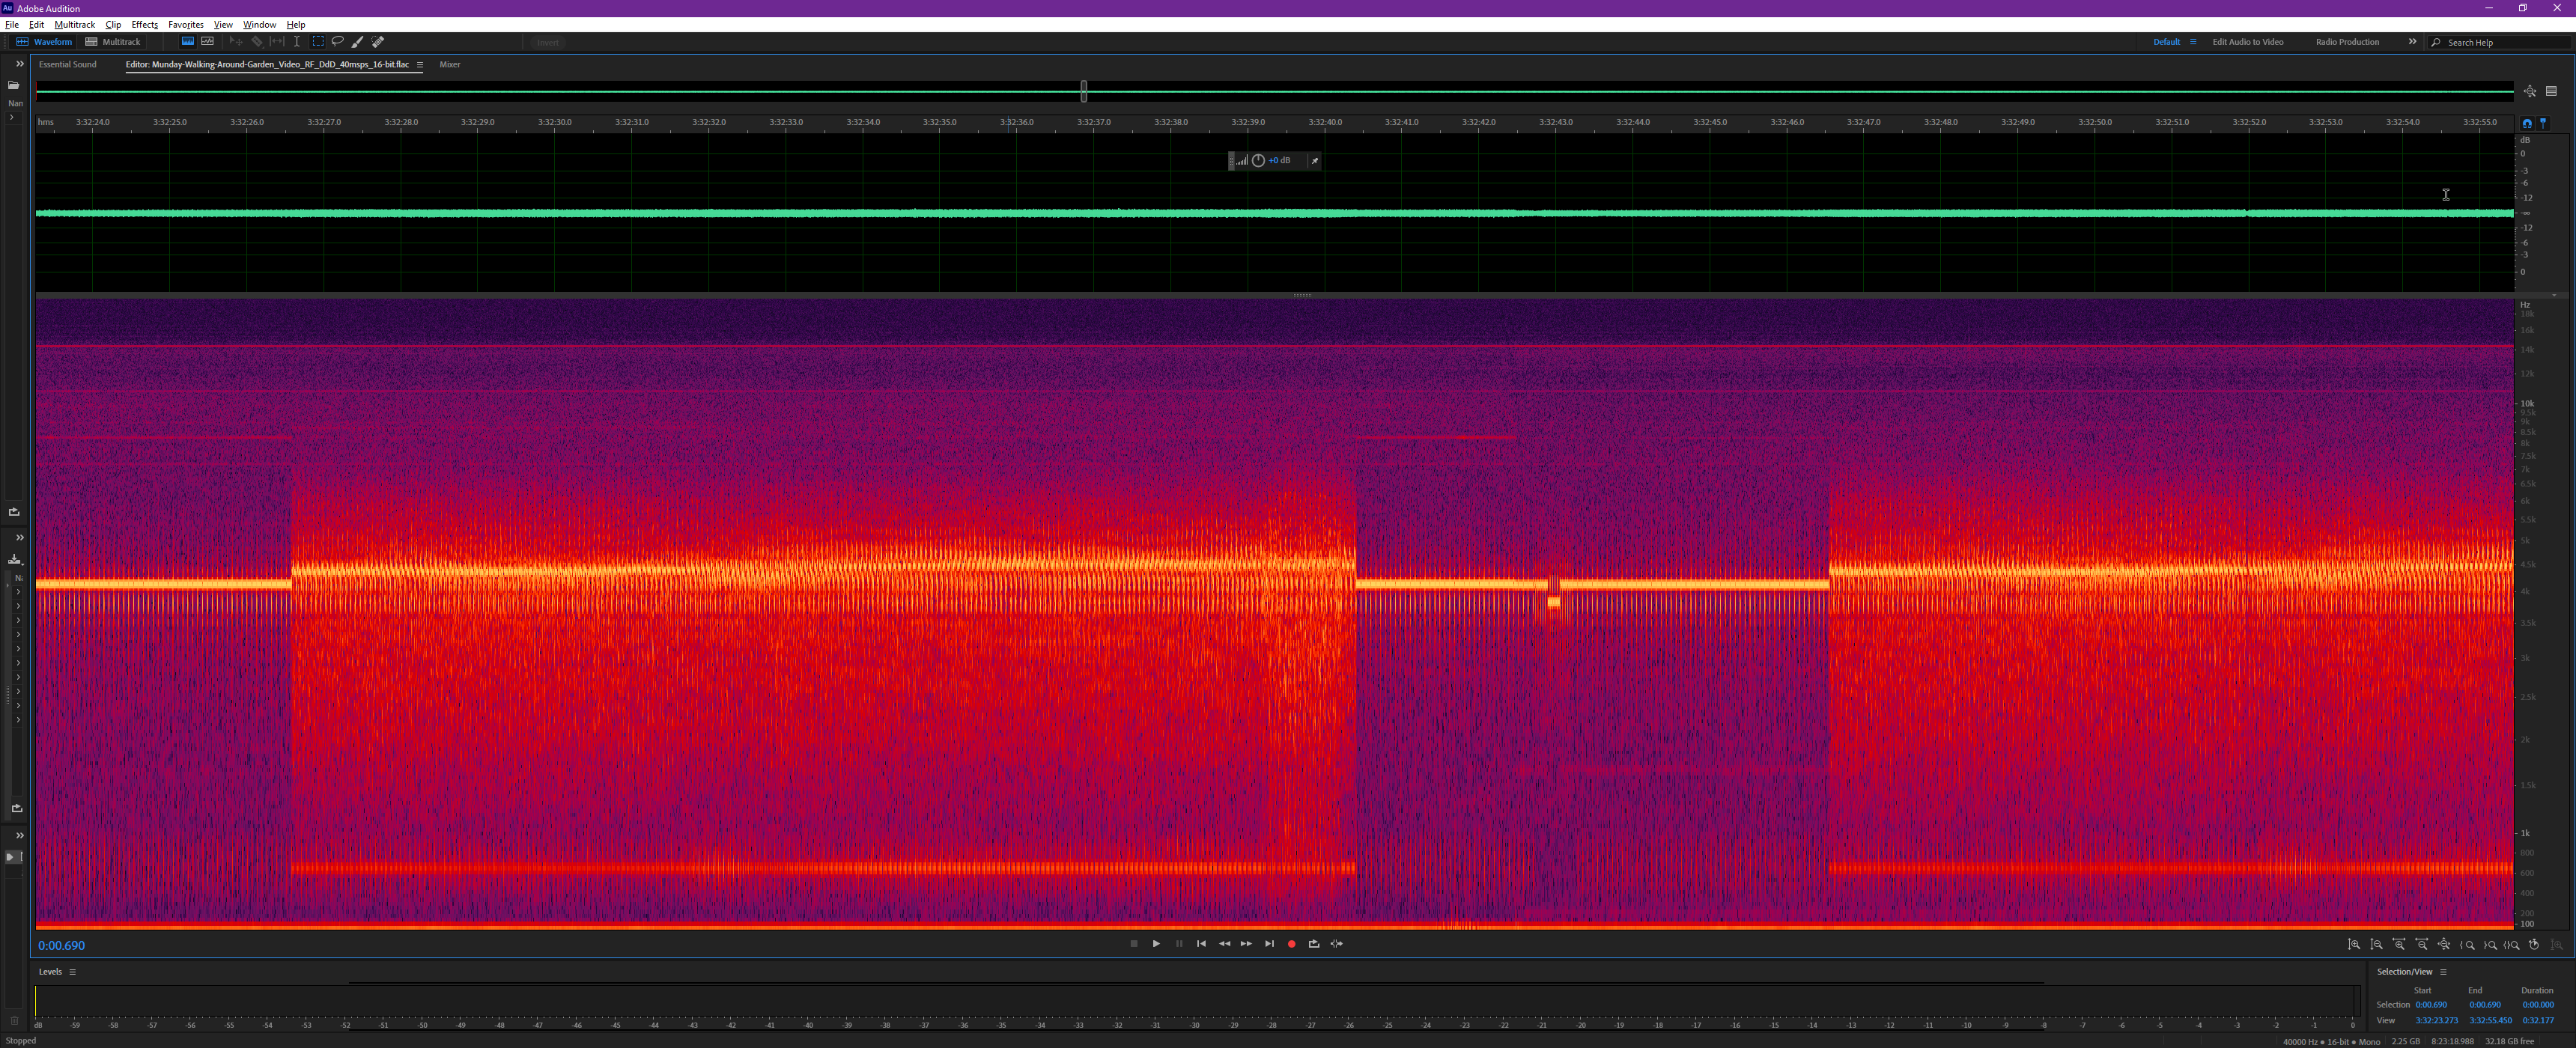 Au Adobe Audition
File Edit Multitrack Clip Effects Favorites View Window Help
Waveform Multitrack Invert Default Edit Audio to Video Radio Production Search Help
Essential Sound Editor: Munday-Walking-Around-Garden_Video_RF_DdD_40msps_16-bit.flac Mixer
Nan
hms 3:32:24.0 3:32:25.0 3:32:26.0 3:32:27.0 3:32:28.0 3:32:29.0 3:32:30.0 3:32:31.0 3:32:32.0 3:32:33.0 3:32:34.0 3:32:35.0 3:32:36.0 3:32:37.0 3:32:38.0 3:32:39.0 3:32:40.0 3:32:41.0 3:32:42.0 3:32:43.0 3:32:44.0 3:32:45.0 3:32:46.0 3:32:47.0 3:32:48.0 3:32:49.0 3:32:50.0 3:32:51.0 3:32:52.0 3:32:53.0 3:32:54.0 3:32:55.0
dB
0
+0 dB
-3
-6
-12
-∞
-12
-6
-3
0
Hz
18k
16k
14k
12k
10k
9.5k
9k
8.5k
8k
7.5k
7k
6.5k
6k
5.5k
5k
4.5k
Na
4k
3.5k
3k
2.5k
2k
1.5k
1k
800
600
400
200
100
0:00.690
Levels
Selection/View
Start End Duration
Selection 0:00.690 0:00.690 0:00.000
View 3:32:23.273 3:32:55.450 0:32.177
dB -59 -58 -57 -56 -55 -54 -53 -52 -51 -50 -49 -48 -47 -46 -45 -44 -43 -42 -41 -40 -39 -38 -37 -36 -35 -34 -33 -32 -31 -30 -29 -28 -27 -26 -25 -24 -23 -22 -21 -20 -19 -18 -17 -16 -15 -14 -13 -12 -11 -10 -9 -8 -7 -6 -5 -4 -3 -2 -1 0
Stopped 40000 Hz • 16-bit • Mono 2.25 GB 8:23:18.988 32.18 GB free